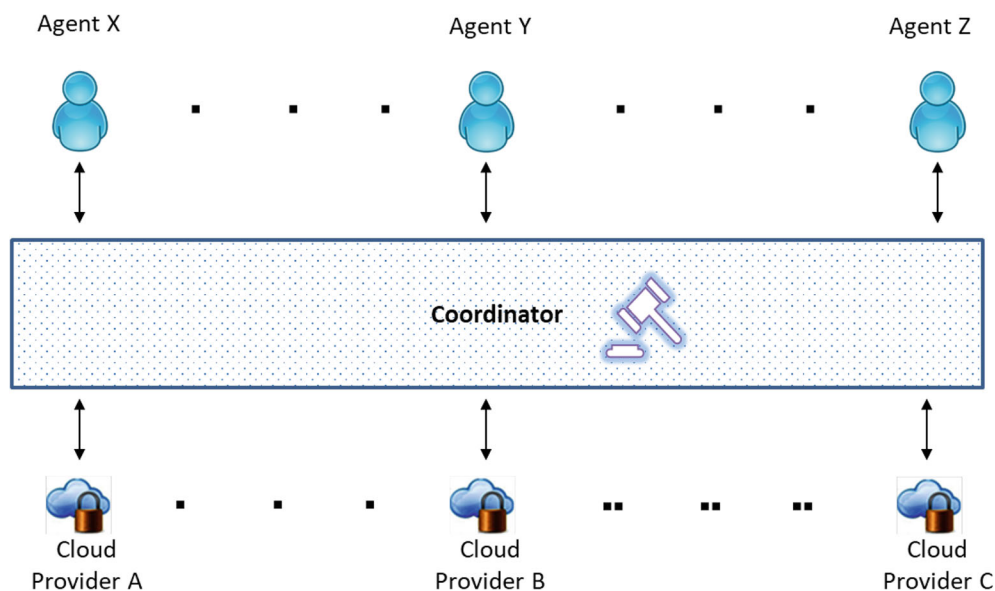 Agent X
Agent Y
Agent Z
Coordinator
Cloud
Provider A
Cloud
Provider B
Cloud
Provider C